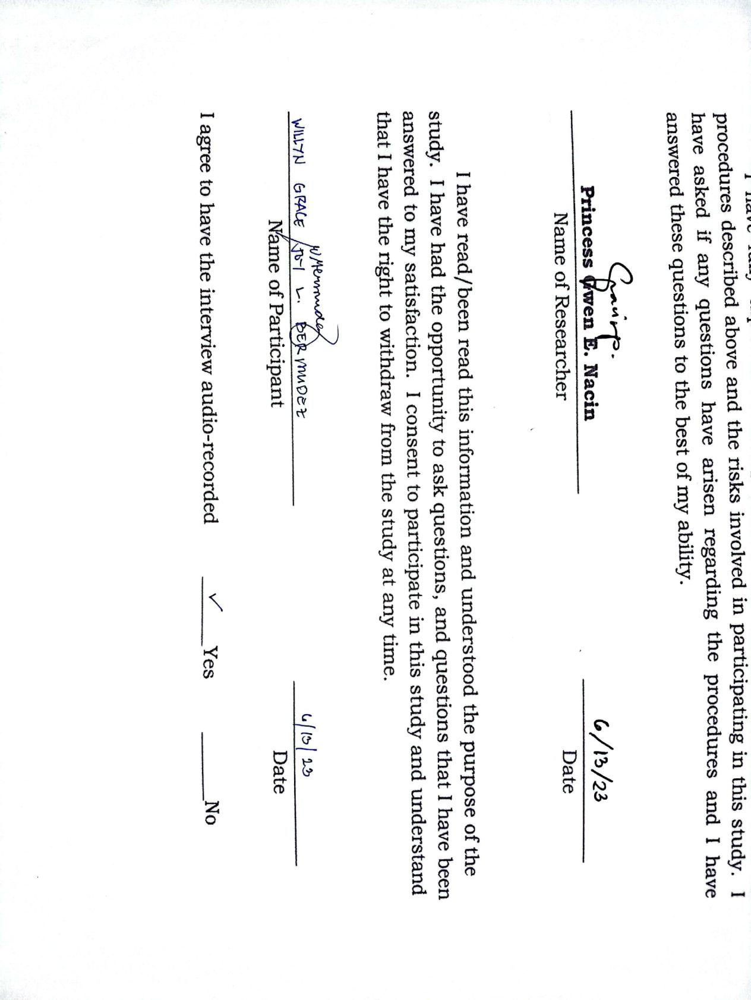 procedures described above and the risks involved in participating in this study. I
have asked if any questions have arisen regarding the procedures and I have
answered these questions to the best of my ability.
Princess Gwen E. Nacin 6/13/23
Name of Researcher Date
I have read/been read this information and understood the purpose of the
study. I have had the opportunity to ask questions, and questions that I have been
answered to my satisfaction. I consent to participate in this study and understand
that I have the right to withdraw from the study at any time.
WILLYN GRACE JOY L. BERMUDEZ 6/13/23
Name of Participant Date
I agree to have the interview audio-recorded ✓ Yes No